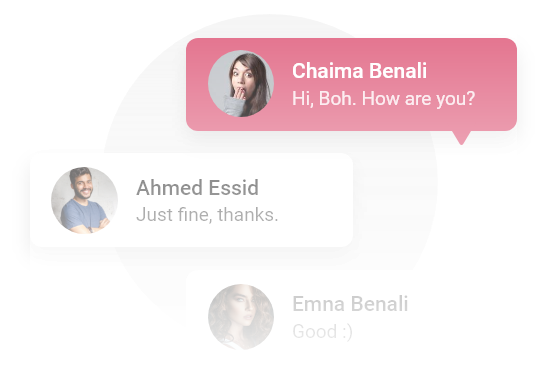 Chaima Benali
Hi, Boh. How are you?
Ahmed Essid
Just fine, thanks.
Emna Benali
Good :)